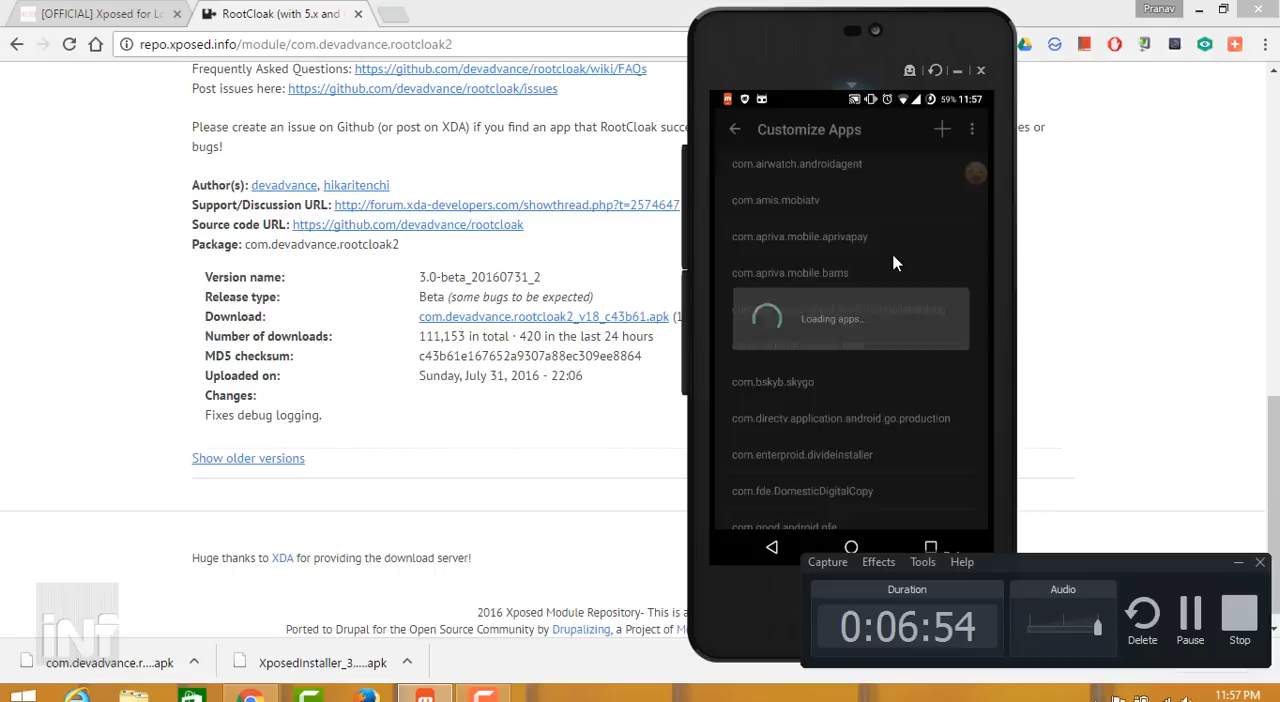 [OFFICIAL] Xposed for Lo
RootCloak (with 5.x and
Pranav
repo.xposed.info/module/com.devadvance.rootcloak2
Frequently Asked Questions: https://github.com/devadvance/rootcloak/wiki/FAQs
Post issues here: https://github.com/devadvance/rootcloak/issues
Please create an issue on Github (or post on XDA) if you find an app that RootCloak succe
es or
bugs!
Author(s): devadvance, hikaritenchi
Support/Discussion URL: http://forum.xda-developers.com/showthread.php?t=2574647
Source code URL: https://github.com/devadvance/rootcloak
Package: com.devadvance.rootcloak2
Version name: 3.0-beta_20160731_2
Release type: Beta (some bugs to be expected)
Download: com.devadvance.rootcloak2_v18_c43b61.apk (1
Number of downloads: 111,153 in total · 420 in the last 24 hours
MD5 checksum: c43b61e167652a9307a88ec309ee8864
Uploaded on: Sunday, July 31, 2016 - 22:06
Changes:
Fixes debug logging.
Show older versions
Huge thanks to XDA for providing the download server!
2016 Xposed Module Repository- This is a
Ported to Drupal for the Open Source Community by Drupalizing, a Project of M
59% 11:57
Customize Apps
com.airwatch.androidagent
com.amis.mobiatv
com.apriva.mobile.aprivapay
com.apriva.mobile.bams
Loading apps...
com.bskyb.skygo
com.directv.application.android.go.production
com.enterproid.divideinstaller
com.fde.DomesticDigitalCopy
com.good.android.gfe
Capture Effects Tools Help
Duration
Audio
0:06:54
Delete
Pause
Stop
INF
com.devadvance.r....apk
XposedInstaller_3....apk
11:57 PM